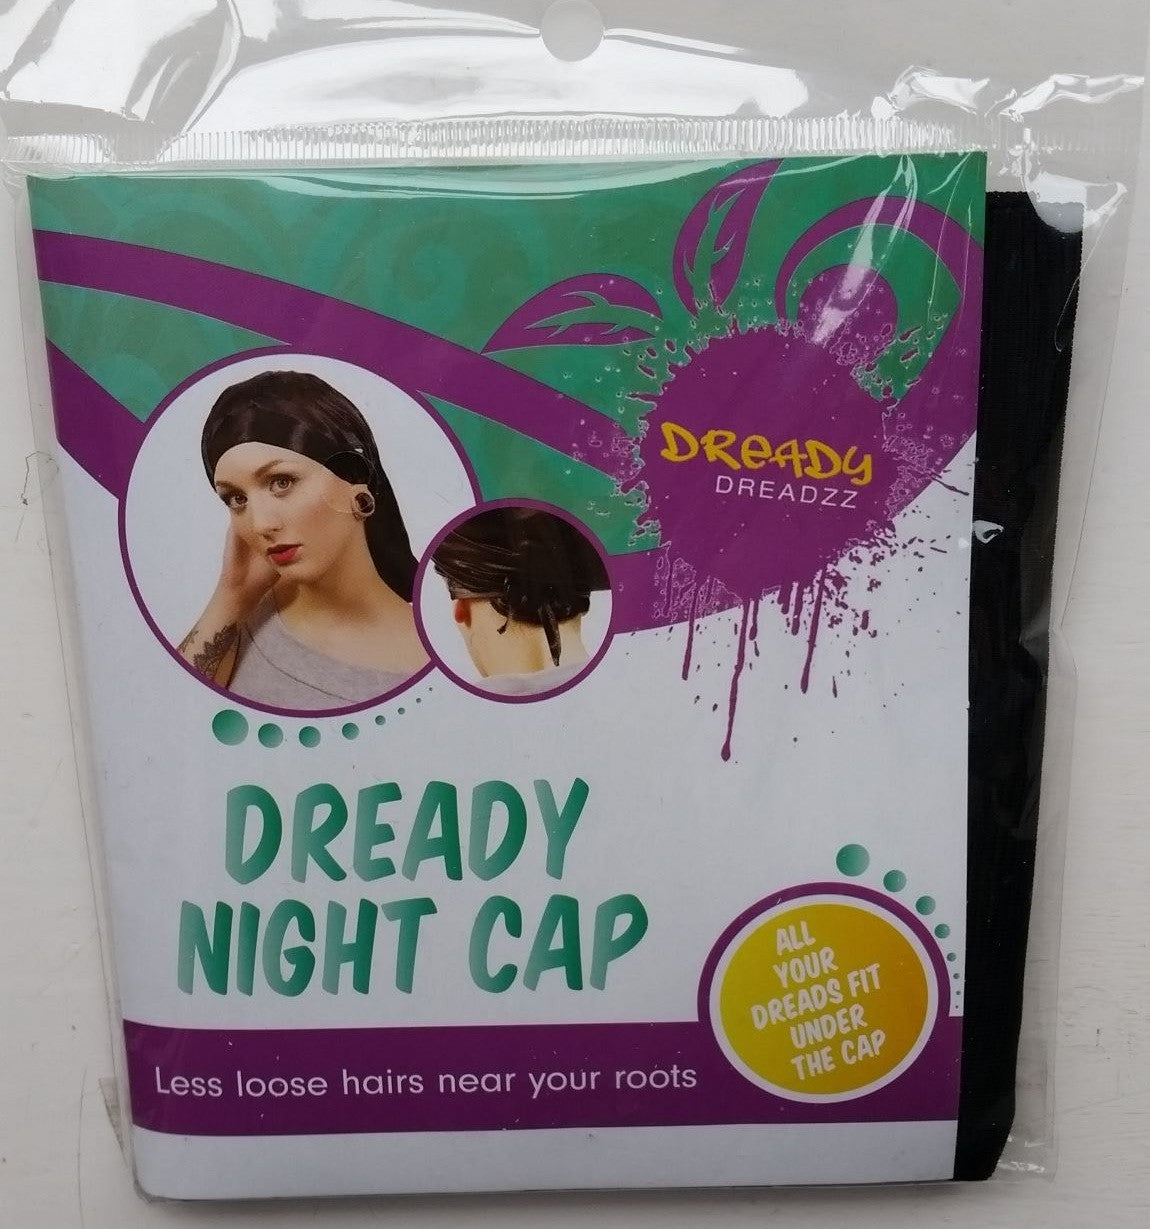 DREADY
DREADZZ
DREADY
NIGHT CAP
ALL
YOUR
DREADS FIT
UNDER
THE CAP
Less loose hairs near your roots